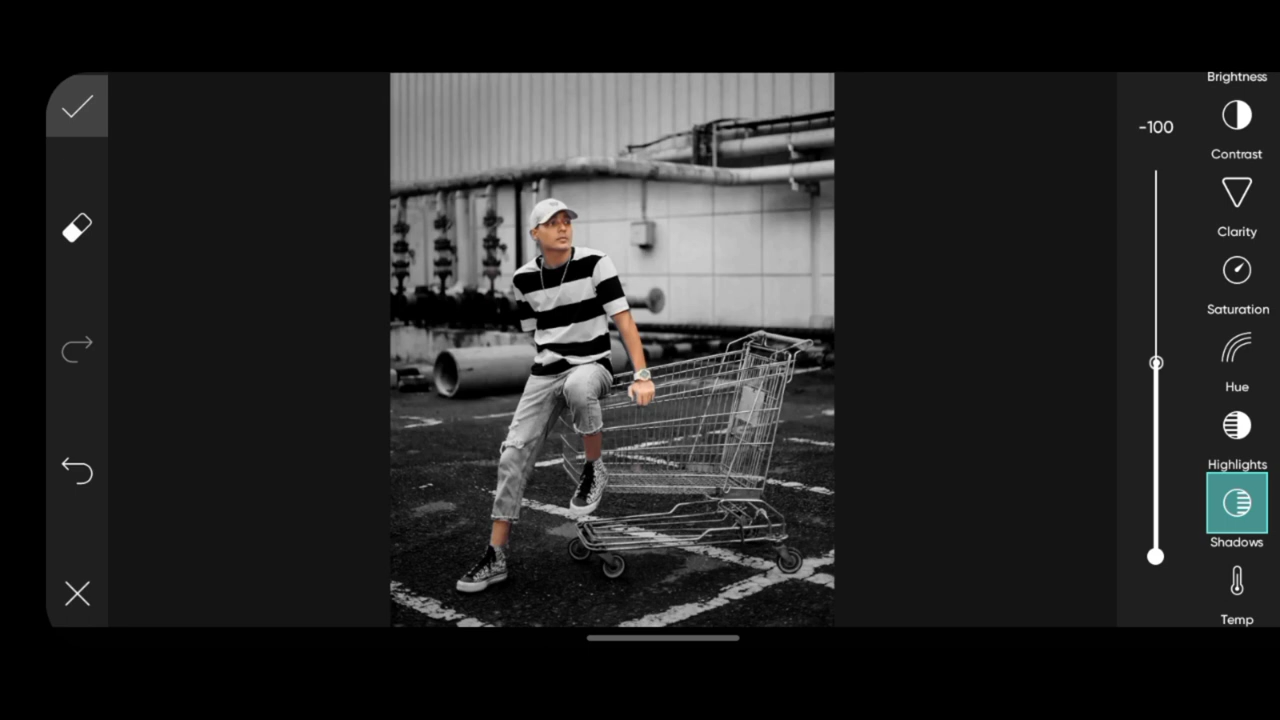 Brightness
-100
Contrast
Clarity
Saturation
Hue
Highlights
Shadows
Temp